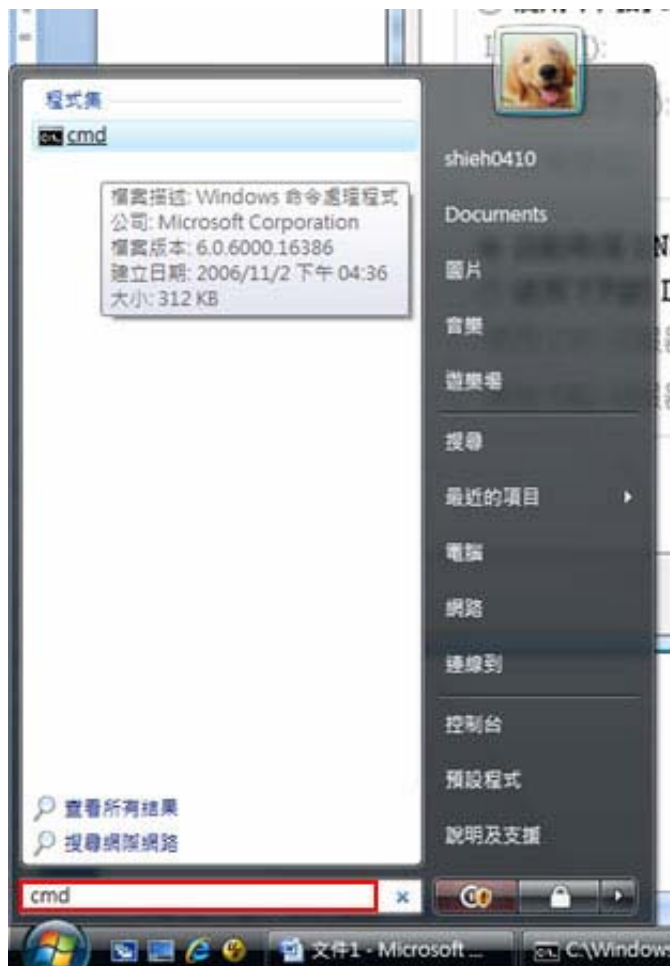 程式集
cmd
檔案描述: Windows 命令處理程式
公司: Microsoft Corporation
檔案版本: 6.0.6000.16386
建立日期: 2006/11/2 下午 04:36
大小: 312 KB
查看所有結果
搜尋網際網路
cmd
shieh0410
Documents
圖片
音樂
遊樂場
搜尋
最近的項目
電腦
網路
連線到
控制台
預設程式
說明及支援
文件1 - Microsoft ...
C:\Window